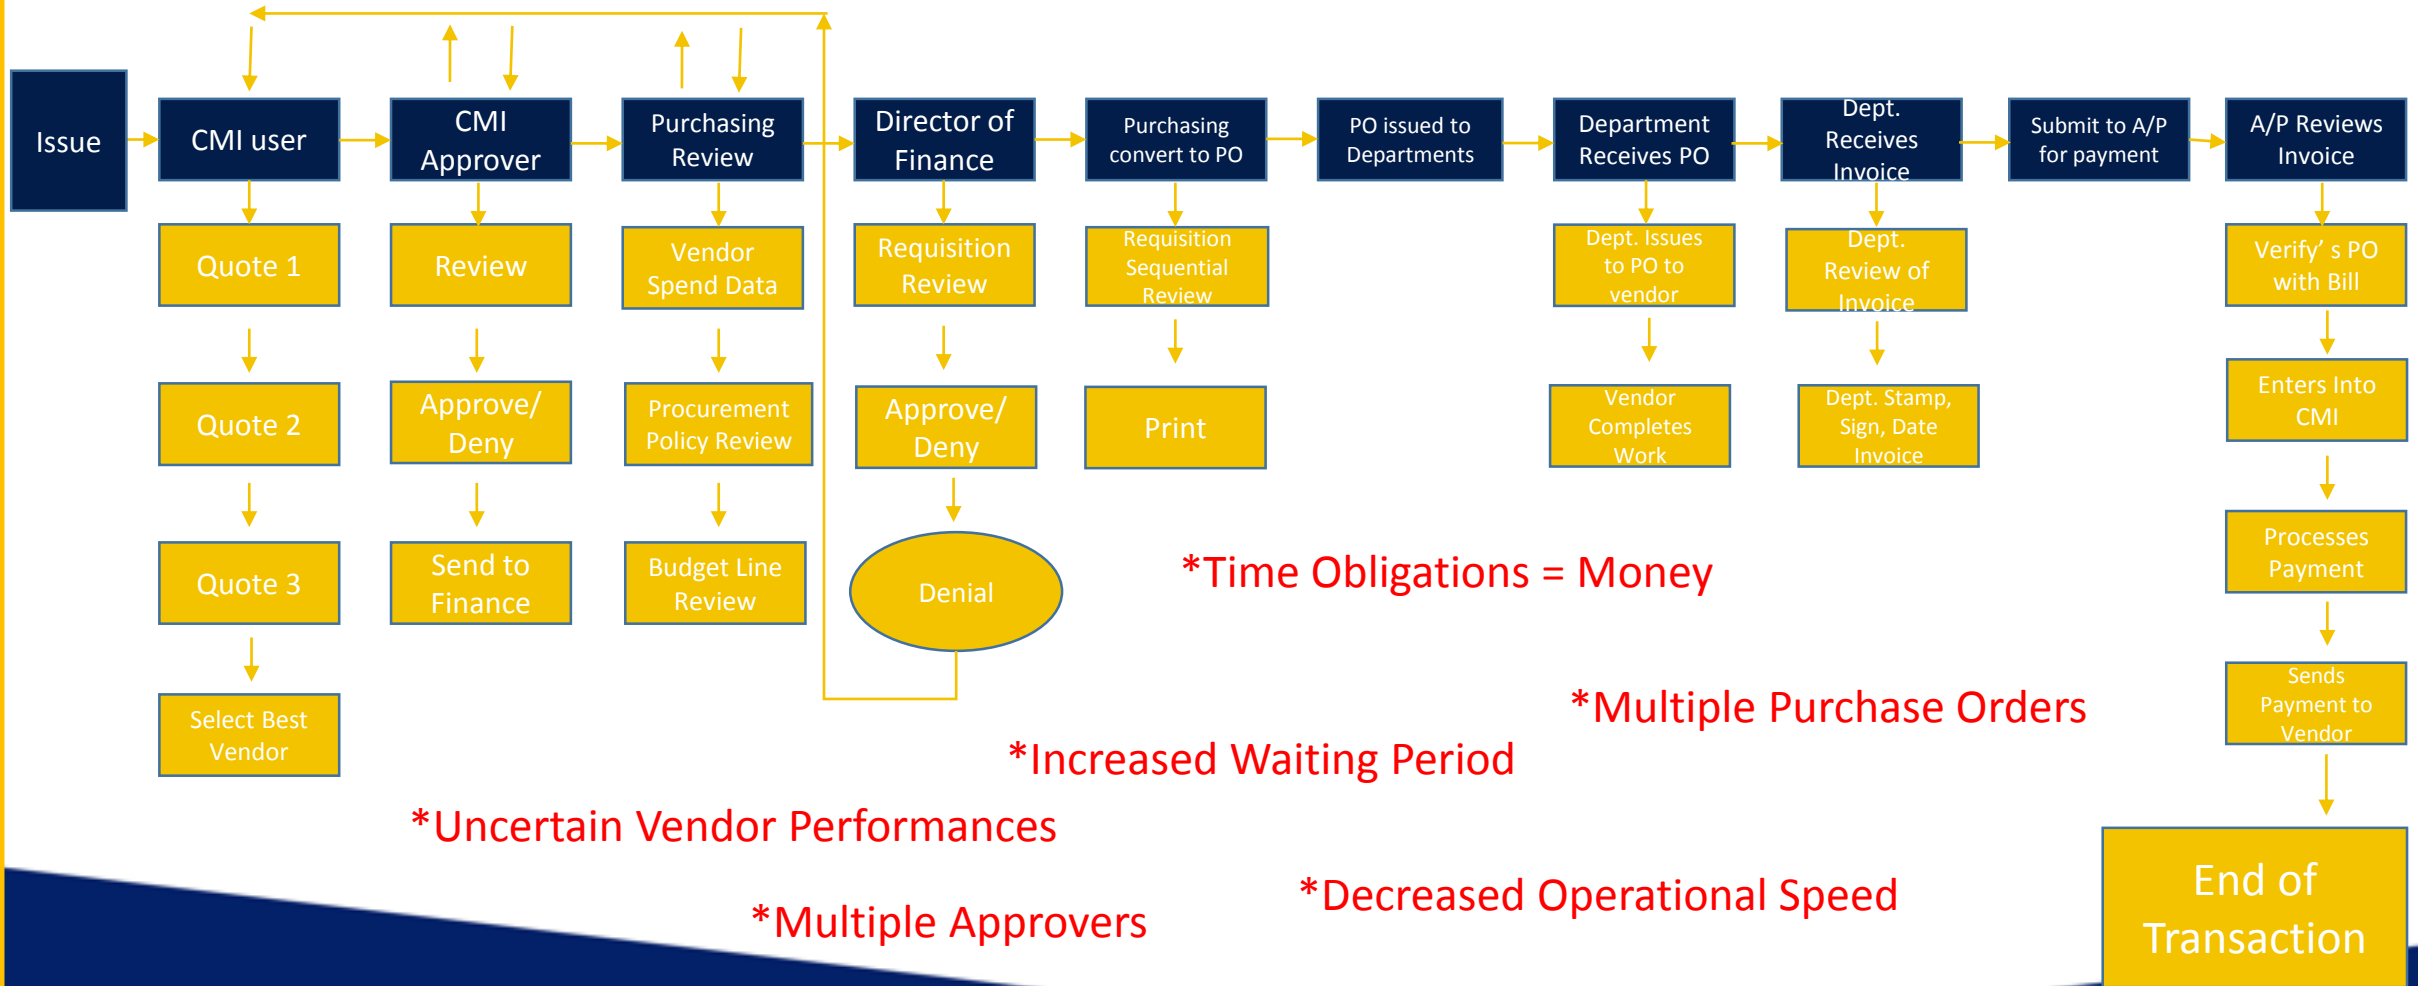 Issue
CMI user
CMI
Approver
Purchasing
Review
Director of
Finance
Purchasing
convert to PO
PO issued to
Departments
Department
Receives PO
Dept.
Receives
Invoice
Submit to A/P
for payment
A/P Reviews
Invoice
Quote 1
Quote 2
Quote 3
Select Best
Vendor
Review
Approve/
Deny
Send to
Finance
Vendor
Spend Data
Procurement
Policy Review
Budget Line
Review
Requisition
Review
Approve/
Deny
Denial
Requisition
Sequential
Review
Print
Dept. Issues
to PO to
vendor
Vendor
Completes
Work
Dept.
Review of
Invoice
Dept. Stamp,
Sign, Date
Invoice
Verify’ s PO
with Bill
Enters Into
CMI
Processes
Payment
Sends
Payment to
Vendor
End of
Transaction
*Time Obligations = Money
*Multiple Purchase Orders
*Increased Waiting Period
*Uncertain Vendor Performances
*Decreased Operational Speed
*Multiple Approvers